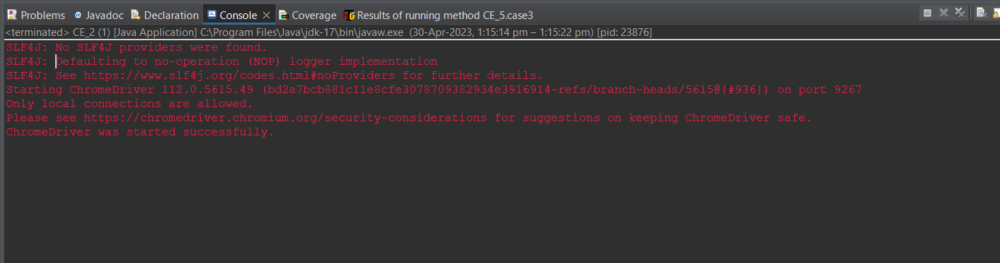 Problems Javadoc Declaration Console Coverage Results of running method CE_5.case3
<terminated> CE_2 (1) [Java Application] C:\Program Files\Java\jdk-17\bin\javaw.exe (30-Apr-2023, 1:15:14 pm – 1:15:22 pm) [pid: 23876]
SLF4J: No SLF4J providers were found.
SLF4J: Defaulting to no-operation (NOP) logger implementation
SLF4J: See https://www.slf4j.org/codes.html#noProviders for further details.
Starting ChromeDriver 112.0.5615.49 (bd2a7bcb881c11e8cfe3078709382934e3916914-refs/branch-heads/5615@{#936}) on port 9267
Only local connections are allowed.
Please see https://chromedriver.chromium.org/security-considerations for suggestions on keeping ChromeDriver safe.
ChromeDriver was started successfully.